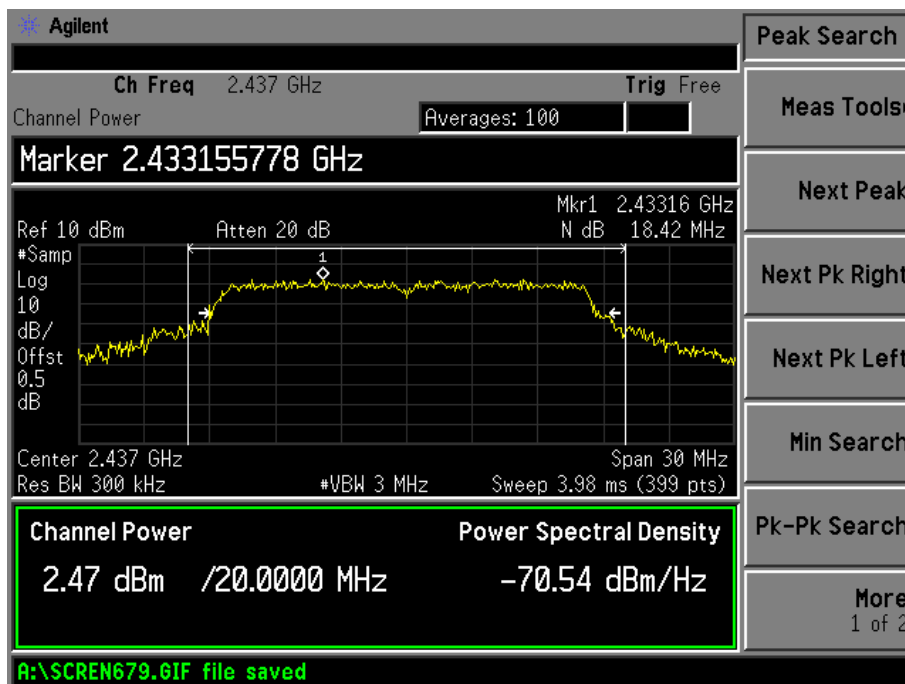 Agilent
Peak Search
Ch Freq 2.437 GHz Trig Free
Channel Power Averages: 100
Meas Tools
Marker 2.433155778 GHz
Next Peak
Mkr1 2.43316 GHz
Ref 10 dBm Atten 20 dB N dB 18.42 MHz
#Samp
Log
10
dB/
Offst
0.5
dB
1
Next Pk Right
Next Pk Left
Min Search
Center 2.437 GHz Span 30 MHz
Res BW 300 kHz #VBW 3 MHz Sweep 3.98 ms (399 pts)
Channel Power Power Spectral Density
2.47 dBm /20.0000 MHz -70.54 dBm/Hz
Pk-Pk Search
More
1 of 2
A:\SCREN679.GIF file saved